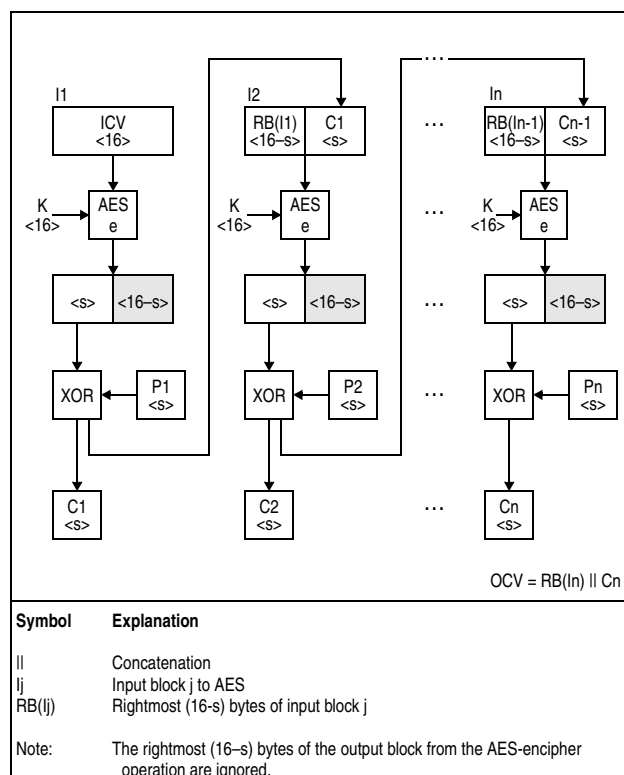 ...
I1
I2
In
ICV
<16>
RB(I1)
<16–s>
C1
<s>
...
RB(In-1)
<16–s>
Cn-1
<s>
K
<16>
AES
e
K
<16>
AES
e
...
K
<16>
AES
e
<s>
<16–s>
<s>
<16–s>
...
<s>
<16–s>
XOR
P1
<s>
XOR
P2
<s>
...
XOR
Pn
<s>
C1
<s>
C2
<s>
...
Cn
<s>
OCV = RB(In) || Cn
Symbol Explanation
|| Concatenation
Ij Input block j to AES
RB(Ij) Rightmost (16-s) bytes of input block j
Note: The rightmost (16–s) bytes of the output block from the AES-encipher
operation are ignored.